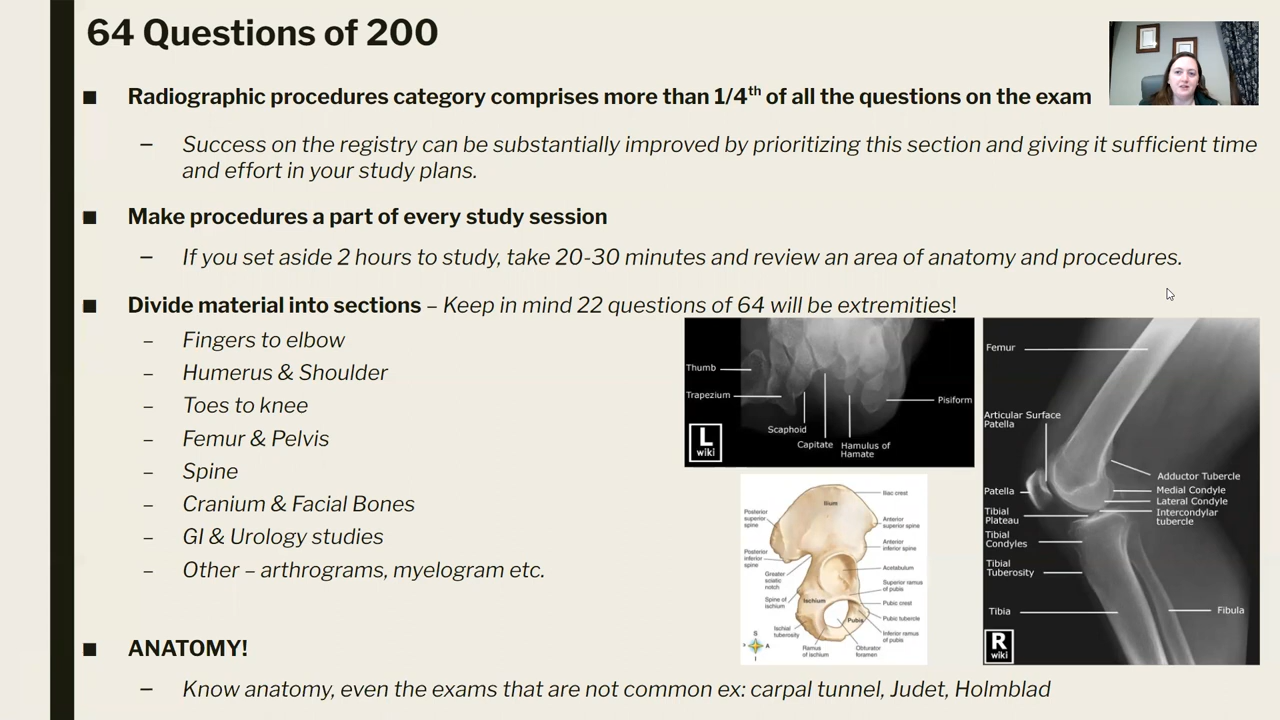 64 Questions of 200
■ Radiographic procedures category comprises more than 1/4th of all the questions on the exam
– Success on the registry can be substantially improved by prioritizing this section and giving it sufficient time
and effort in your study plans.
■ Make procedures a part of every study session
– If you set aside 2 hours to study, take 20-30 minutes and review an area of anatomy and procedures.
■ Divide material into sections – Keep in mind 22 questions of 64 will be extremities!
– Fingers to elbow
– Humerus & Shoulder
– Toes to knee
– Femur & Pelvis
– Spine
– Cranium & Facial Bones
– GI & Urology studies
– Other – arthrograms, myelogram etc.
Thumb
Trapezium
Scaphoid
Capitate
Hamulus of
Hamate
Pisiform
L
wiki
Ilium
Iliac crest
Posterior
superior
spine
Anterior
superior spine
Posterior
inferior
spine
Anterior
inferior spine
Greater
sciatic
notch
Acetabulum
Superior ramus
of pubis
Spine of
ischium
Ischium
Pubic crest
Pubis
Pubic tubercle
Ischial
tuberosity
Inferior ramus
of pubis
Ramus
of ischium
Obturator
foramen
S
A
I
Femur
Articular Surface
Patella
Adductor Tubercle
Patella
Medial Condyle
Lateral Condyle
Tibial
Plateau
Intercondylar
tubercle
Tibial
Condyles
Tibial
Tuberosity
Tibia
Fibula
R
wiki
■ ANATOMY!
– Know anatomy, even the exams that are not common ex: carpal tunnel, Judet, Holmblad